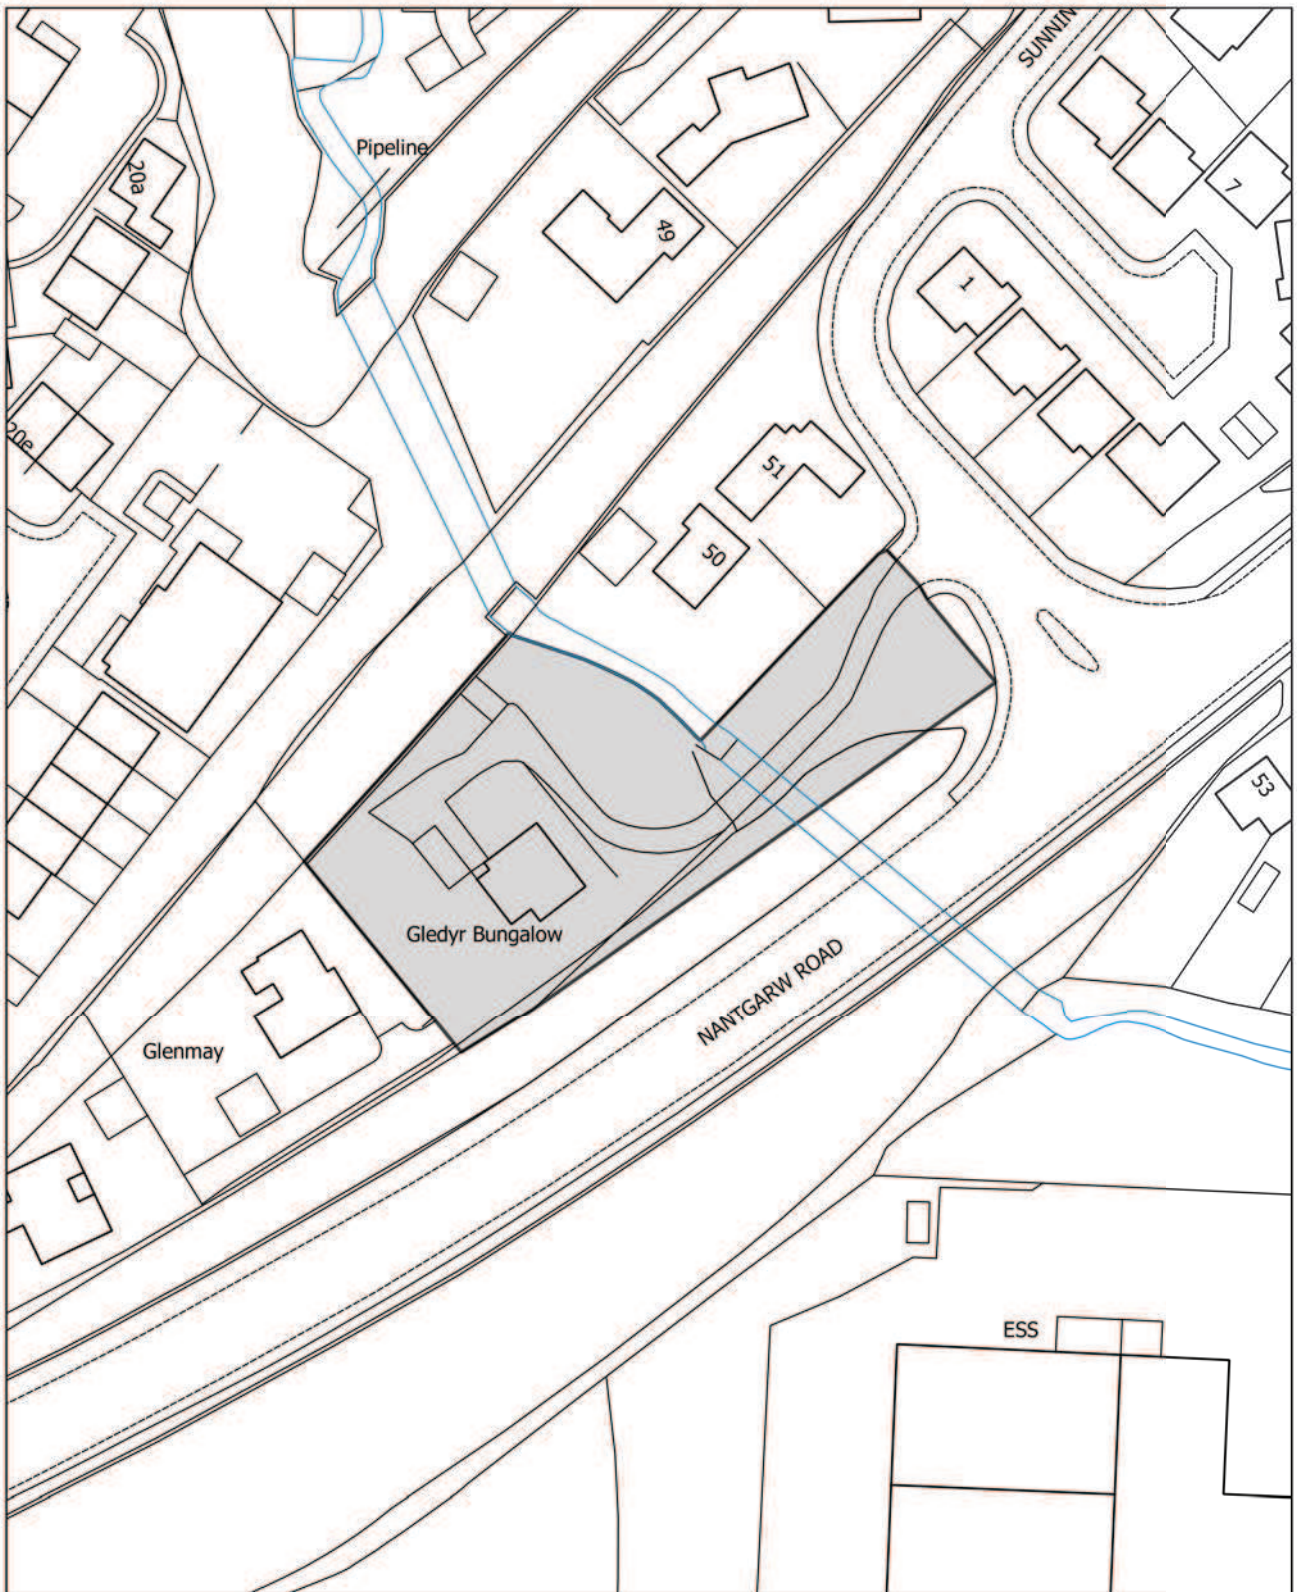 SUNNIN
Pipeline
20a
7
49
1
20e
51
50
53
Gledyr Bungalow
NANTGARW ROAD
Glenmay
ESS